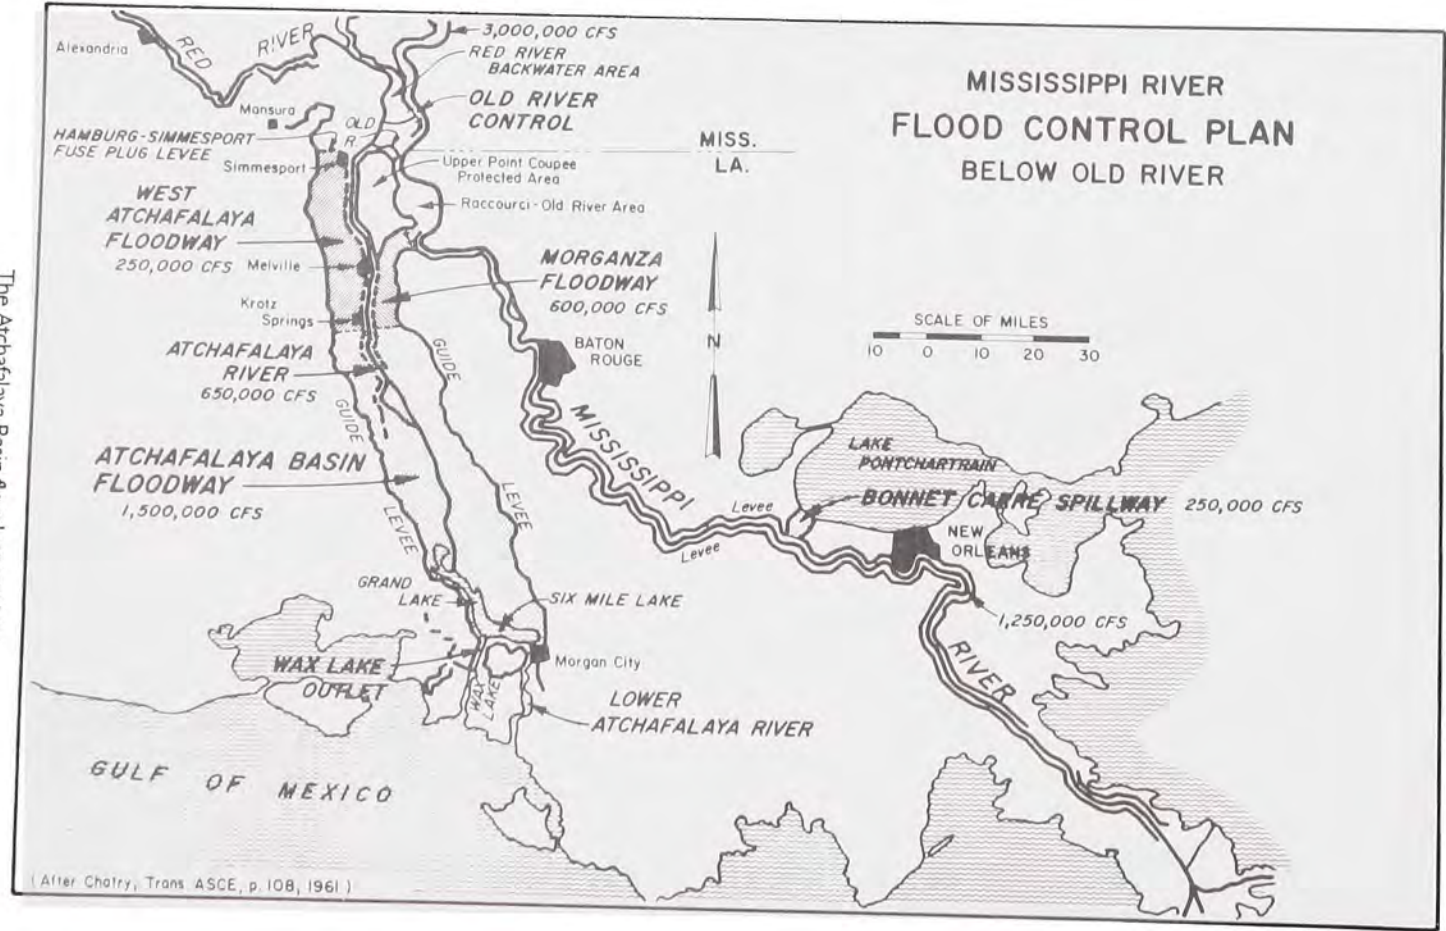 MISSISSIPPI RIVER
FLOOD CONTROL PLAN
BELOW OLD RIVER
Alexandria
RED RIVER
3,000,000 CFS
RED RIVER
BACKWATER AREA
OLD RIVER
CONTROL
Mansura
OLD
R
HAMBURG-SIMMESPORT
FUSE PLUG LEVEE
Simmesport
MISS.
LA.
Upper Point Coupee
Protected Area
Raccourci-Old River Area
WEST
ATCHAFALAYA
FLOODWAY
250,000 CFS
Melville
MORGANZA
FLOODWAY
600,000 CFS
Krotz
Springs
ATCHAFALAYA
RIVER
650,000 CFS
GUIDE
LEVEE
GUIDE
LEVEE
BATON
ROUGE
N
SCALE OF MILES
10 0 10 20 30
ATCHAFALAYA BASIN
FLOODWAY
1,500,000 CFS
MISSISSIPPI
RIVER
LAKE
PONTCHARTRAIN
BONNET CARRE SPILLWAY 250,000 CFS
Levee
Levee
NEW
ORLEANS
1,250,000 CFS
GRAND
LAKE
SIX MILE LAKE
WAX LAKE
OUTLET
WAX
LAKE
Morgan City
LOWER
ATCHAFALAYA RIVER
GULF OF MEXICO
(After Chatry, Trans. ASCE, p. 108, 1961)
The Atchafalaya Basin